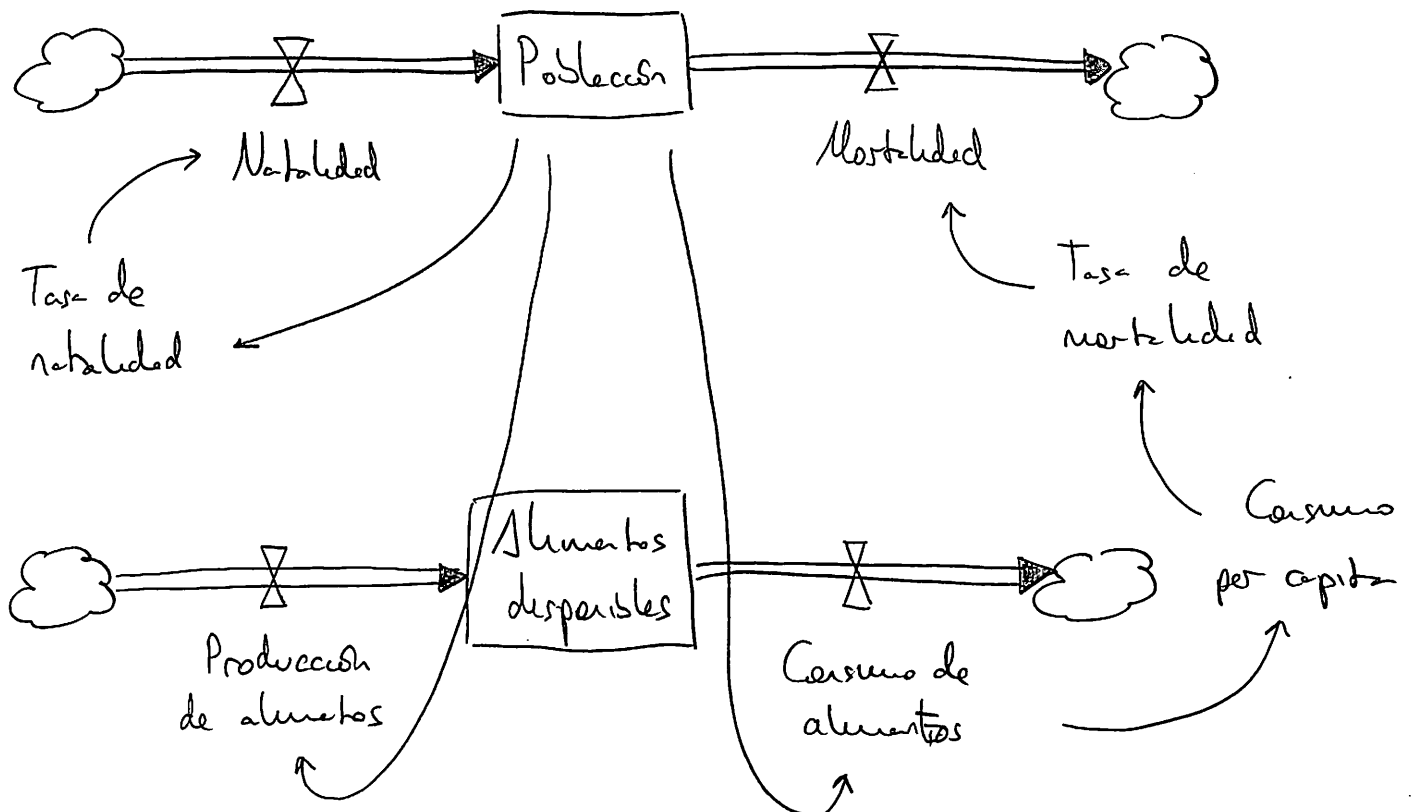 Población
Natalidad
Mortalidad
Tasa de
natalidad
Tasa de
mortalidad
Alimentos
disponibles
Consumo
per capita
Producción
de alimetos
Consumo de
alimentos